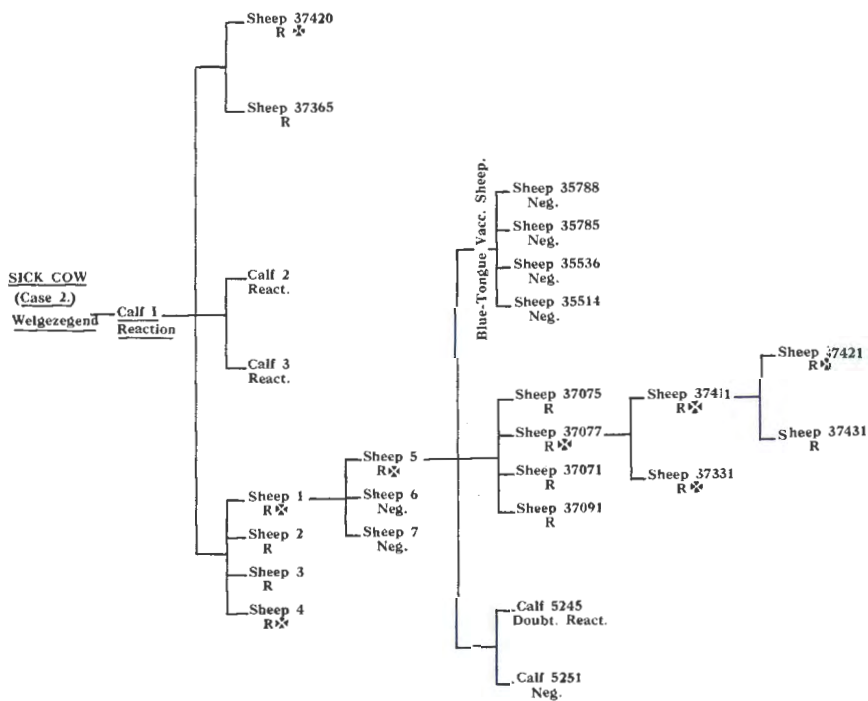 SICK COW
(Case 2.)
Welgezegend
Calf 1
Reaction
Sheep 37420
R ✠
Sheep 37365
R
Calf 2
React.
Calf 3
React.
Sheep 1
R ✠
Sheep 2
R
Sheep 3
R
Sheep 4
R ✠
Sheep 5
R ✠
Sheep 6
Neg.
Sheep 7
Neg.
Blue-Tongue Vacc. Sheep.
Sheep 35788
Neg.
Sheep 35785
Neg.
Sheep 35536
Neg.
Sheep 35514
Neg.
Sheep 37075
R
Sheep 37077
R ✠
Sheep 37071
R
Sheep 37091
R
Calf 5245
Doubt. React.
Calf 5251
Neg.
Sheep 37411
R ✠
Sheep 37331
R ✠
Sheep 37421
R ✠
Sheep 37431
R